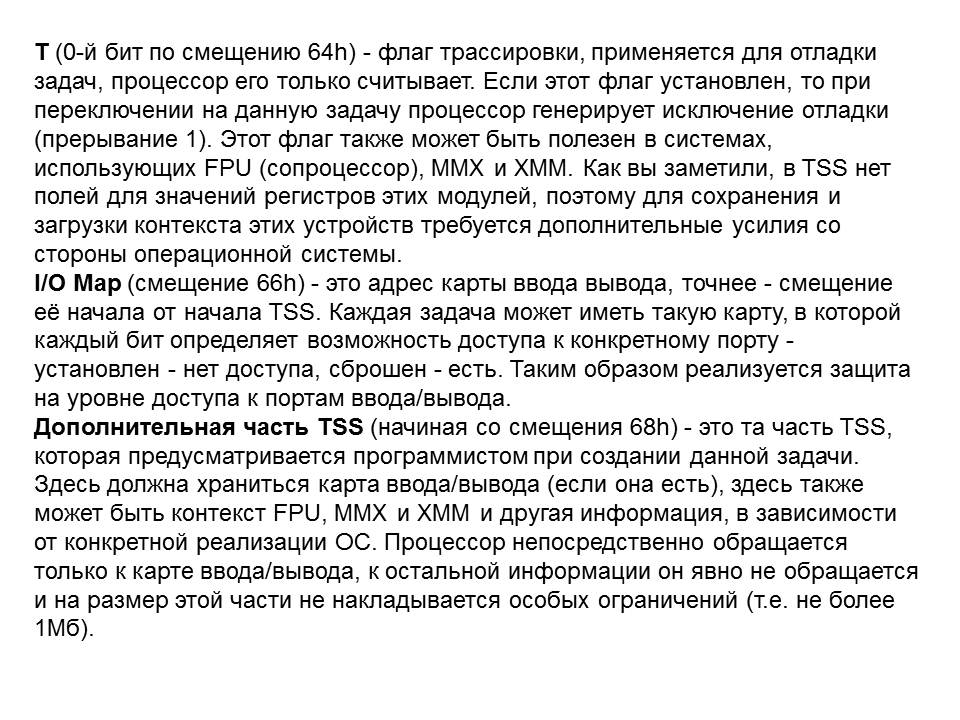 T (0-й бит по смещению 64h) - флаг трассировки, применяется для отладки
задач, процессор его только считывает. Если этот флаг установлен, то при
переключении на данную задачу процессор генерирует исключение отладки
(прерывание 1). Этот флаг также может быть полезен в системах,
использующих FPU (сопроцессор), MMX и XMM. Как вы заметили, в TSS нет
полей для значений регистров этих модулей, поэтому для сохранения и
загрузки контекста этих устройств требуется дополнительные усилия со
стороны операционной системы.
I/O Map (смещение 66h) - это адрес карты ввода вывода, точнее - смещение
её начала от начала TSS. Каждая задача может иметь такую карту, в которой
каждый бит определяет возможность доступа к конкретному порту -
установлен - нет доступа, сброшен - есть. Таким образом реализуется защита
на уровне доступа к портам ввода/вывода.
Дополнительная часть TSS (начиная со смещения 68h) - это та часть TSS,
которая предусматривается программистом при создании данной задачи.
Здесь должна храниться карта ввода/вывода (если она есть), здесь также
может быть контекст FPU, MMX и XMM и другая информация, в зависимости
от конкретной реализации ОС. Процессор непосредственно обращается
только к карте ввода/вывода, к остальной информации он явно не обращается
и на размер этой части не накладывается особых ограничений (т.е. не более
1Мб).